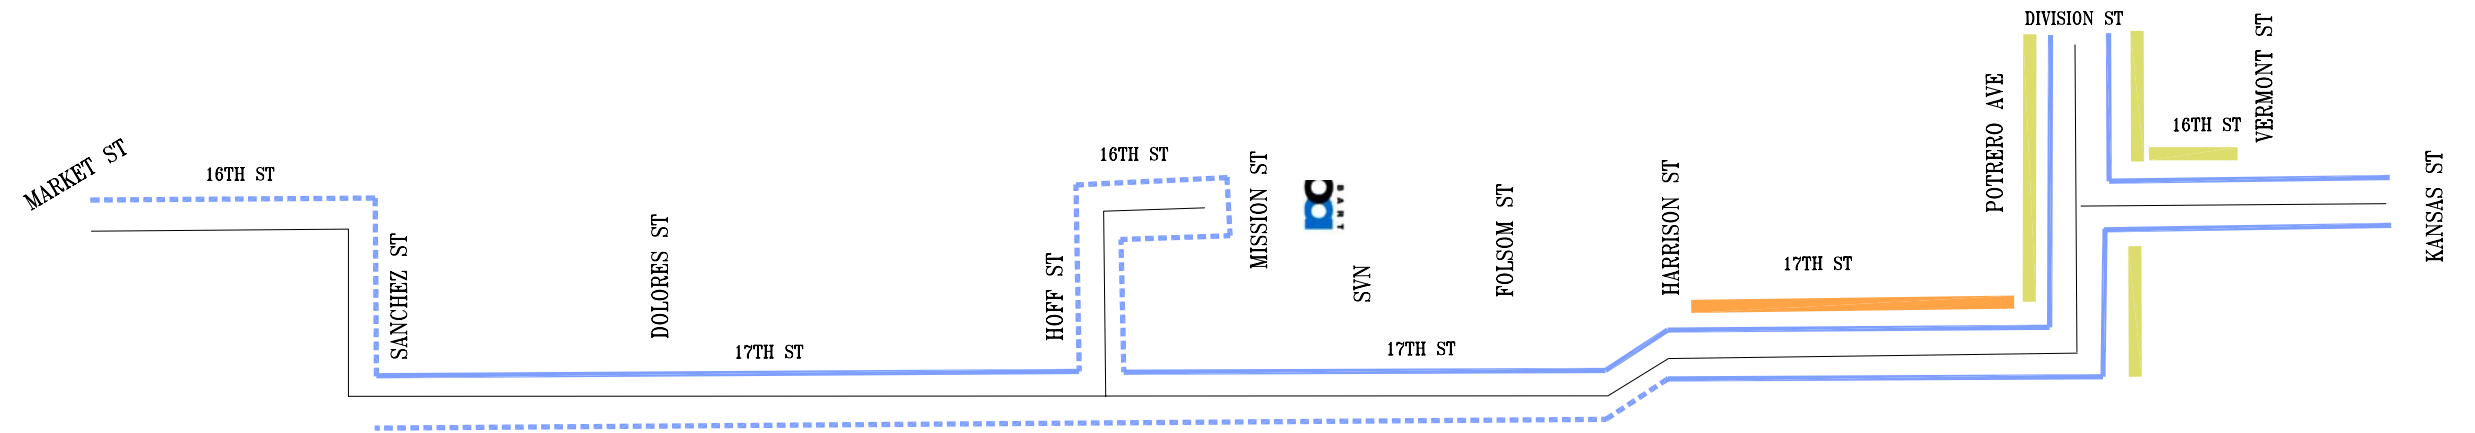 MARKET ST
16TH ST
SANCHEZ ST
DOLORES ST
17TH ST
HOFF ST
16TH ST
MISSION ST
BART
SVN
17TH ST
FOLSOM ST
HARRISON ST
17TH ST
POTRERO AVE
DIVISION ST
16TH ST
VERMONT ST
KANSAS ST